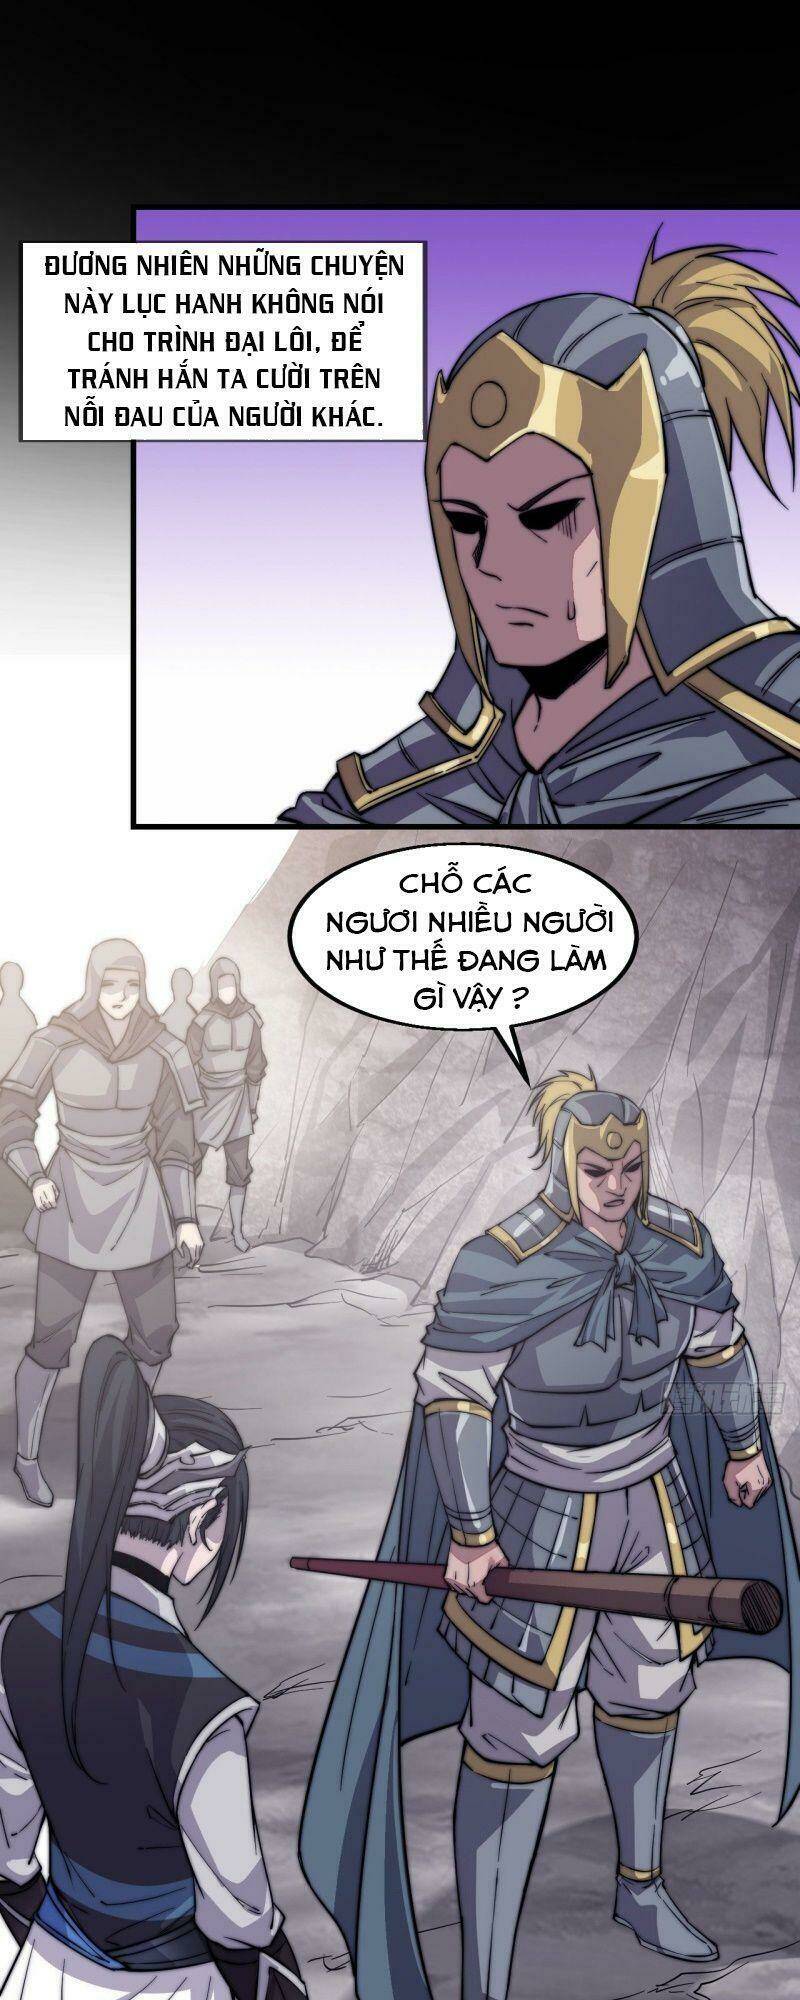 ĐƯƠNG NHIÊN NHỮNG CHUYỆN
NÀY LỤC HANH KHÔNG NÓI
CHO TRÌNH ĐẠI LÔI, ĐỂ
TRÁNH HẮN TA CƯỜI TRÊN
NỖI ĐAU CỦA NGƯỜI KHÁC.
CHỖ CÁC
NGƯƠI NHIỀU NGƯỜI
NHƯ THẾ ĐANG LÀM
GÌ VẬY ?